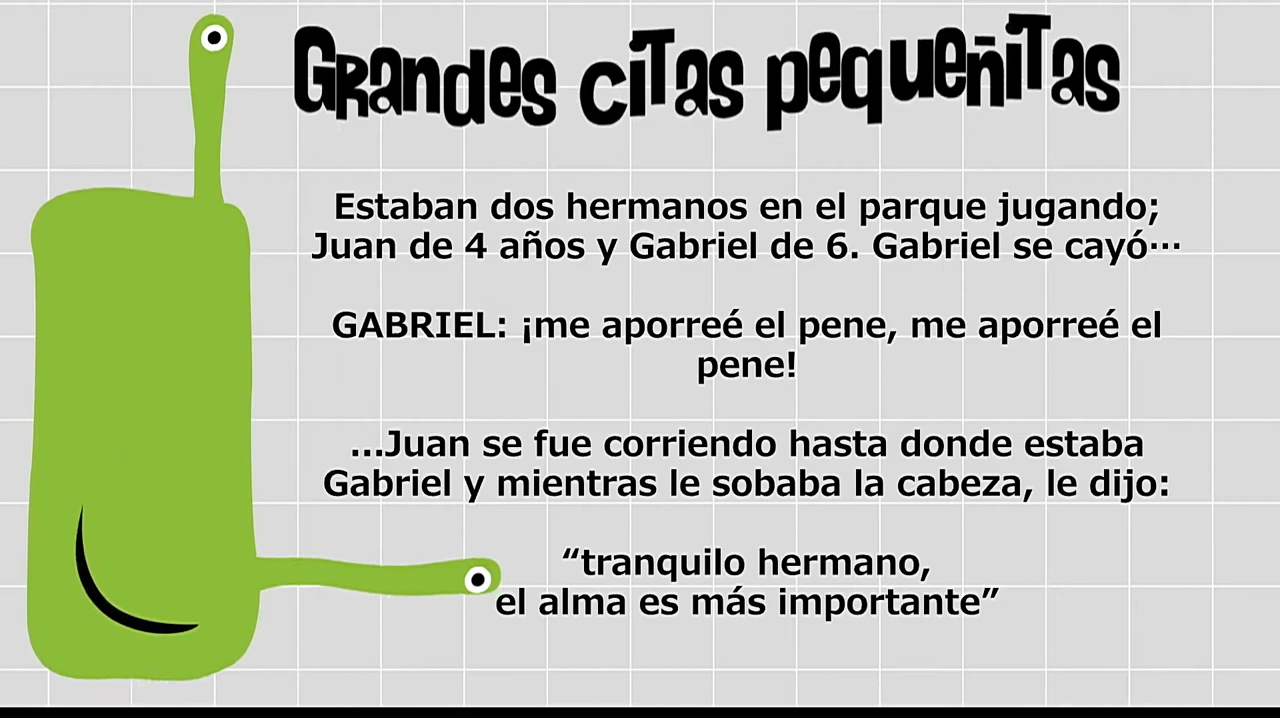 Grandes citas pequeñitas
Estaban dos hermanos en el parque jugando;
Juan de 4 años y Gabriel de 6. Gabriel se cayó···
GABRIEL: ¡me aporreé el pene, me aporreé el
pene!
...Juan se fue corriendo hasta donde estaba
Gabriel y mientras le sobaba la cabeza, le dijo:
“tranquilo hermano,
el alma es más importante”